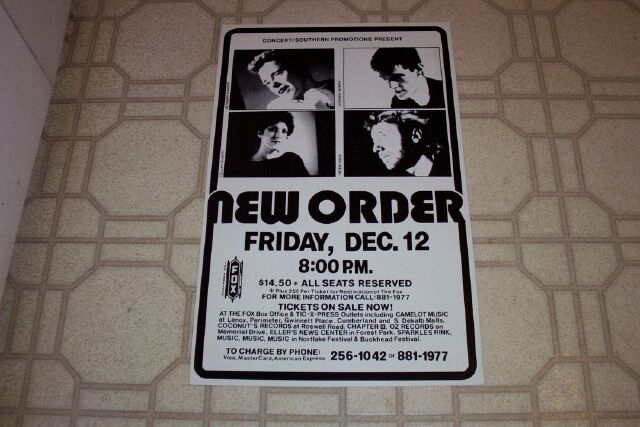 CONCERT/SOUTHERN PROMOTIONS PRESENT
NEW ORDER
FRIDAY, DEC. 12
8:00 P.M.
FOX
$14.50* ALL SEATS RESERVED
* Plus 250 Per Ticket for Restoration of The Fox
FOR MORE INFORMATION CALL: 881-1977
TICKETS ON SALE NOW!
AT THE FOX Box Office & TIC-X-PRESS Outlets including CAMELOT MUSIC
at Lenox, Perimeter, Gwinnett Place, Cumberland and S. Dekalb Malls,
COCONUT'S RECORDS at Roswell Road, CHAPTER III, OZ RECORDS on
Memorial Drive, ELLER'S NEWS CENTER in Forest Park, SPARKLES RINK,
MUSIC, MUSIC, MUSIC in Nortlake Festival & Buckhead Festival.
TO CHARGE BY PHONE: 256-1042 or 881-1977
Visa, MasterCard, American Express